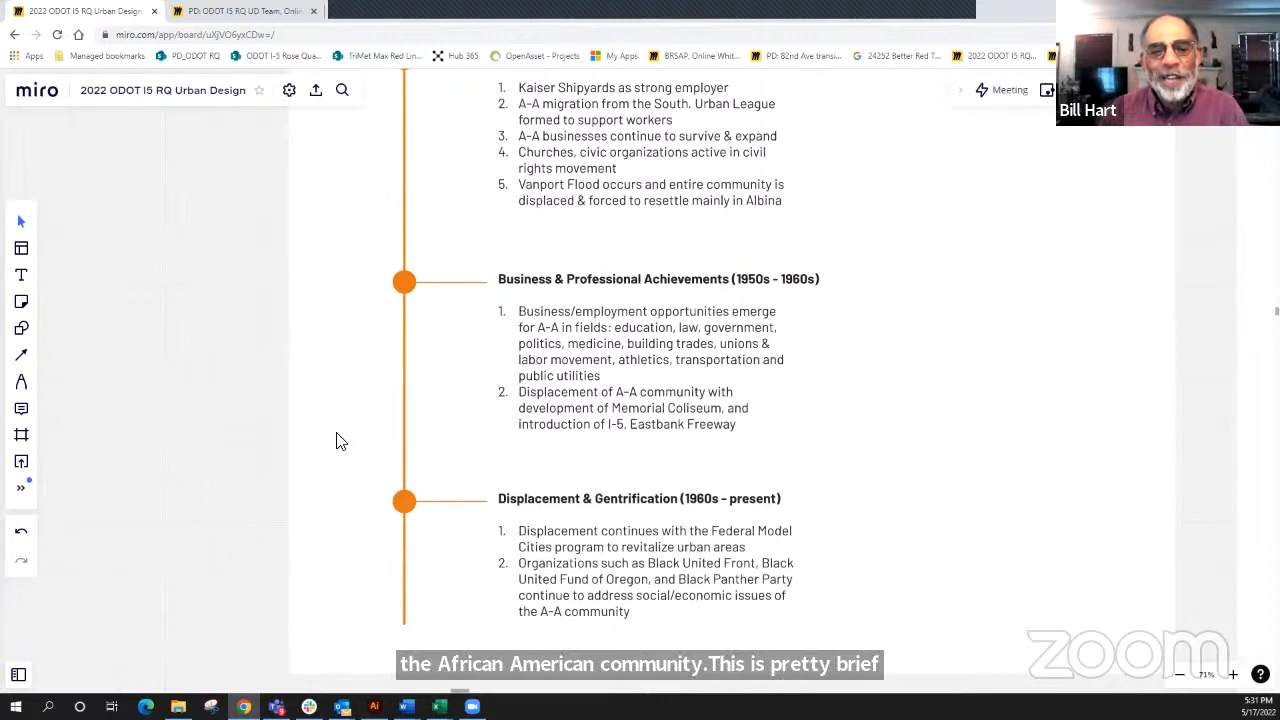 2022 ODOT I5 RQ Urban Design
PD: ODOT RQ UD Team, Online
miro.com/app/board/uXjVO6yxCDw=/
Apps
Managed bookmarks
PD_ODOT RQ
ODOT I-5 Rose Qua...
TriMet Max Red Lin...
Hub 365
OpenAsset - Projects
My Apps
BRSAP, Online Whit...
PD: 82nd Ave transi...
24252 Better Red T...
2022 ODOT I5 RQ...
miro
2022 ODOT I5 RQ Urban Design
Meeting
Bill Hart
1. Kaiser Shipyards as strong employer
2. A-A migration from the South. Urban League
formed to support workers
3. A-A businesses continue to survive & expand
4. Churches, civic organizations active in civil
rights movement
5. Vanport Flood occurs and entire community is
displaced & forced to resettle mainly in Albina
Business & Professional Achievements (1950s - 1960s)
1. Business/employment opportunities emerge
for A-A in fields: education, law, government,
politics, medicine, building trades, unions &
labor movement, athletics, transportation and
public utilities
2. Displacement of A-A community with
development of Memorial Coliseum, and
introduction of I-5, Eastbank Freeway
Displacement & Gentrification (1960s - present)
1. Displacement continues with the Federal Model
Cities program to revitalize urban areas
2. Organizations such as Black United Front, Black
United Fund of Oregon, and Black Panther Party
continue to address social/economic issues of
the A-A community
the African American community.This is pretty brief
zoom
71%
5:31 PM
5/17/2022